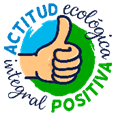 ACTITUD ecológica
integral POSITIVA